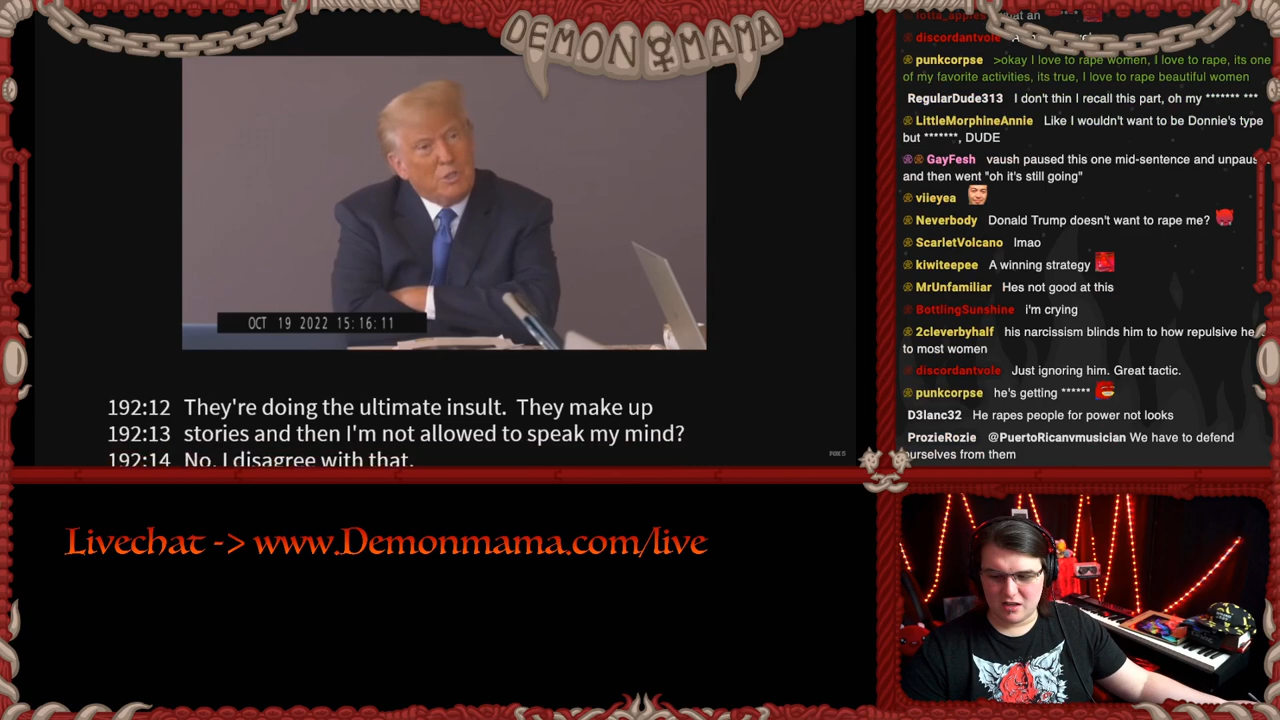 DEMON MAMA
OCT 19 2022 15:16:11
192:12 They're doing the ultimate insult. They make up
192:13 stories and then I'm not allowed to speak my mind?
192:14 No. I disagree with that.
FOX 5
Livechat -> www.Demonmama.com/live
lotta_apples
discordantvole
punkcorpse >okay I love to rape women, I love to rape, its one
of my favorite activities, its true, I love to rape beautiful women
RegularDude313 I don't thin I recall this part, oh my ******* ***
LittleMorphineAnnie Like I wouldn't want to be Donnie's type
but *******, DUDE
GayFesh vaush paused this one mid-sentence and unpaus
and then went "oh it's still going"
viieyea
Neverbody Donald Trump doesn't want to rape me?
ScarletVolcano lmao
kiwiteepee A winning strategy
MrUnfamiliar Hes not good at this
BottlingSunshine i'm crying
2cleverbyhalf his narcissism blinds him to how repulsive he
to most women
discordantvole Just ignoring him. Great tactic.
punkcorpse he's getting ******
D3lanc32 He rapes people for power not looks
ProzieRozie @PuertoRicanvmusician We have to defend
ourselves from them